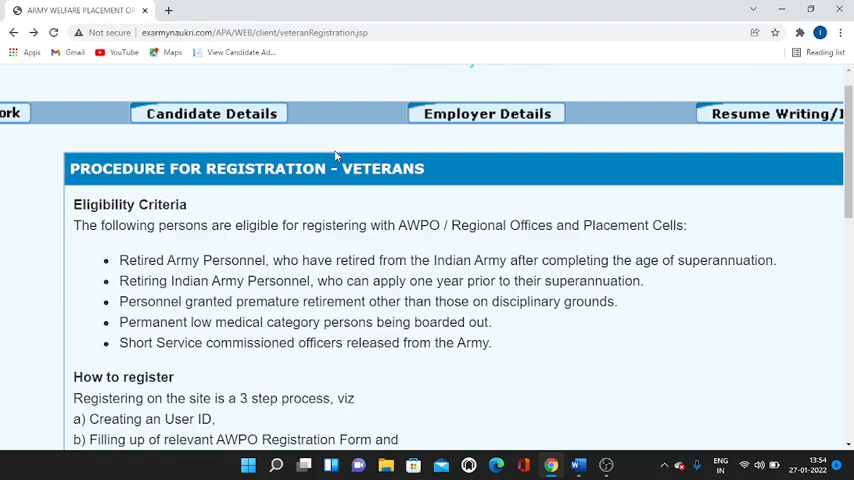 ARMY WELFARE PLACEMENT OR
Not secure
exarmynaukri.com/APA/WEB/client/veteranRegistration.jsp
Apps
Gmail
YouTube
Maps
View Candidate Ad...
Reading list
ork
Candidate Details
Employer Details
Resume Writing/I
PROCEDURE FOR REGISTRATION - VETERANS
Eligibility Criteria
The following persons are eligible for registering with AWPO / Regional Offices and Placement Cells:
• Retired Army Personnel, who have retired from the Indian Army after completing the age of superannuation.
• Retiring Indian Army Personnel, who can apply one year prior to their superannuation.
• Personnel granted premature retirement other than those on disciplinary grounds.
• Permanent low medical category persons being boarded out.
• Short Service commissioned officers released from the Army.
How to register
Registering on the site is a 3 step process, viz
a) Creating an User ID,
b) Filling up of relevant AWPO Registration Form and
ENG
IN
13:54
27-01-2022